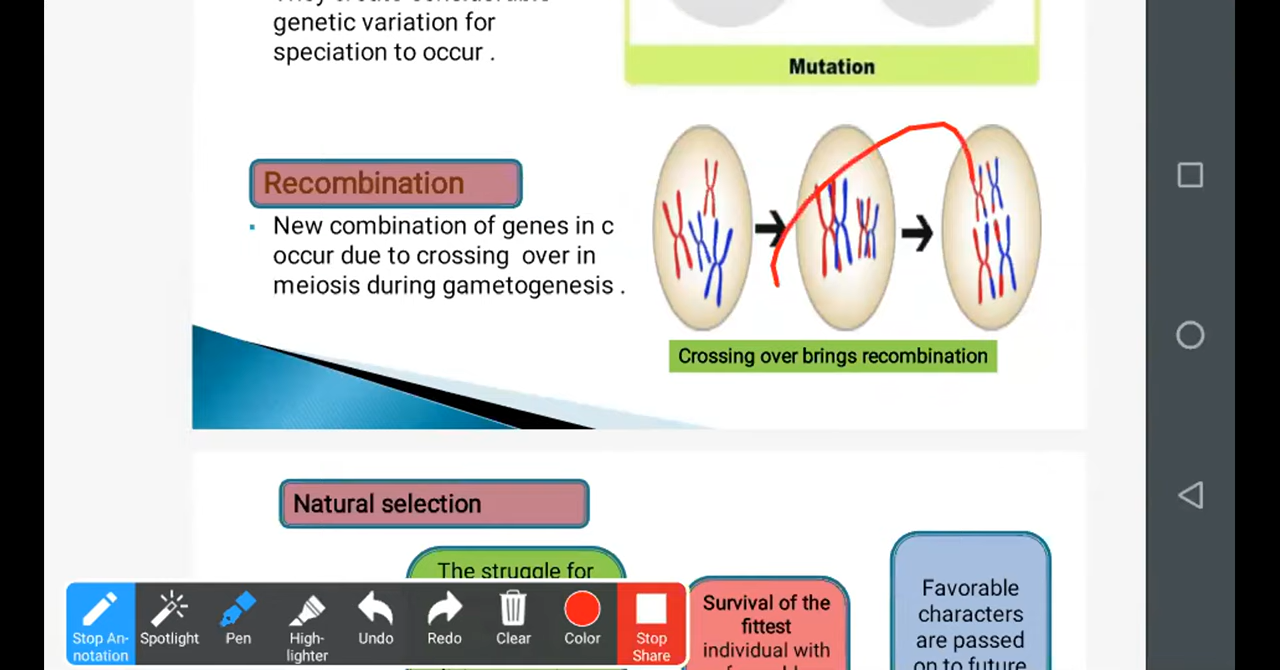 genetic variation for
speciation to occur .
Mutation
Recombination
New combination of genes in c
occur due to crossing over in
meiosis during gametogenesis .
Crossing over brings recombination
Natural selection
The struggle for
Survival of the
fittest
individual with
Favorable
characters
are passed
on to future
Stop An-
notation
Spotlight
Pen
High-
lighter
Undo
Redo
Clear
Color
Stop
Share